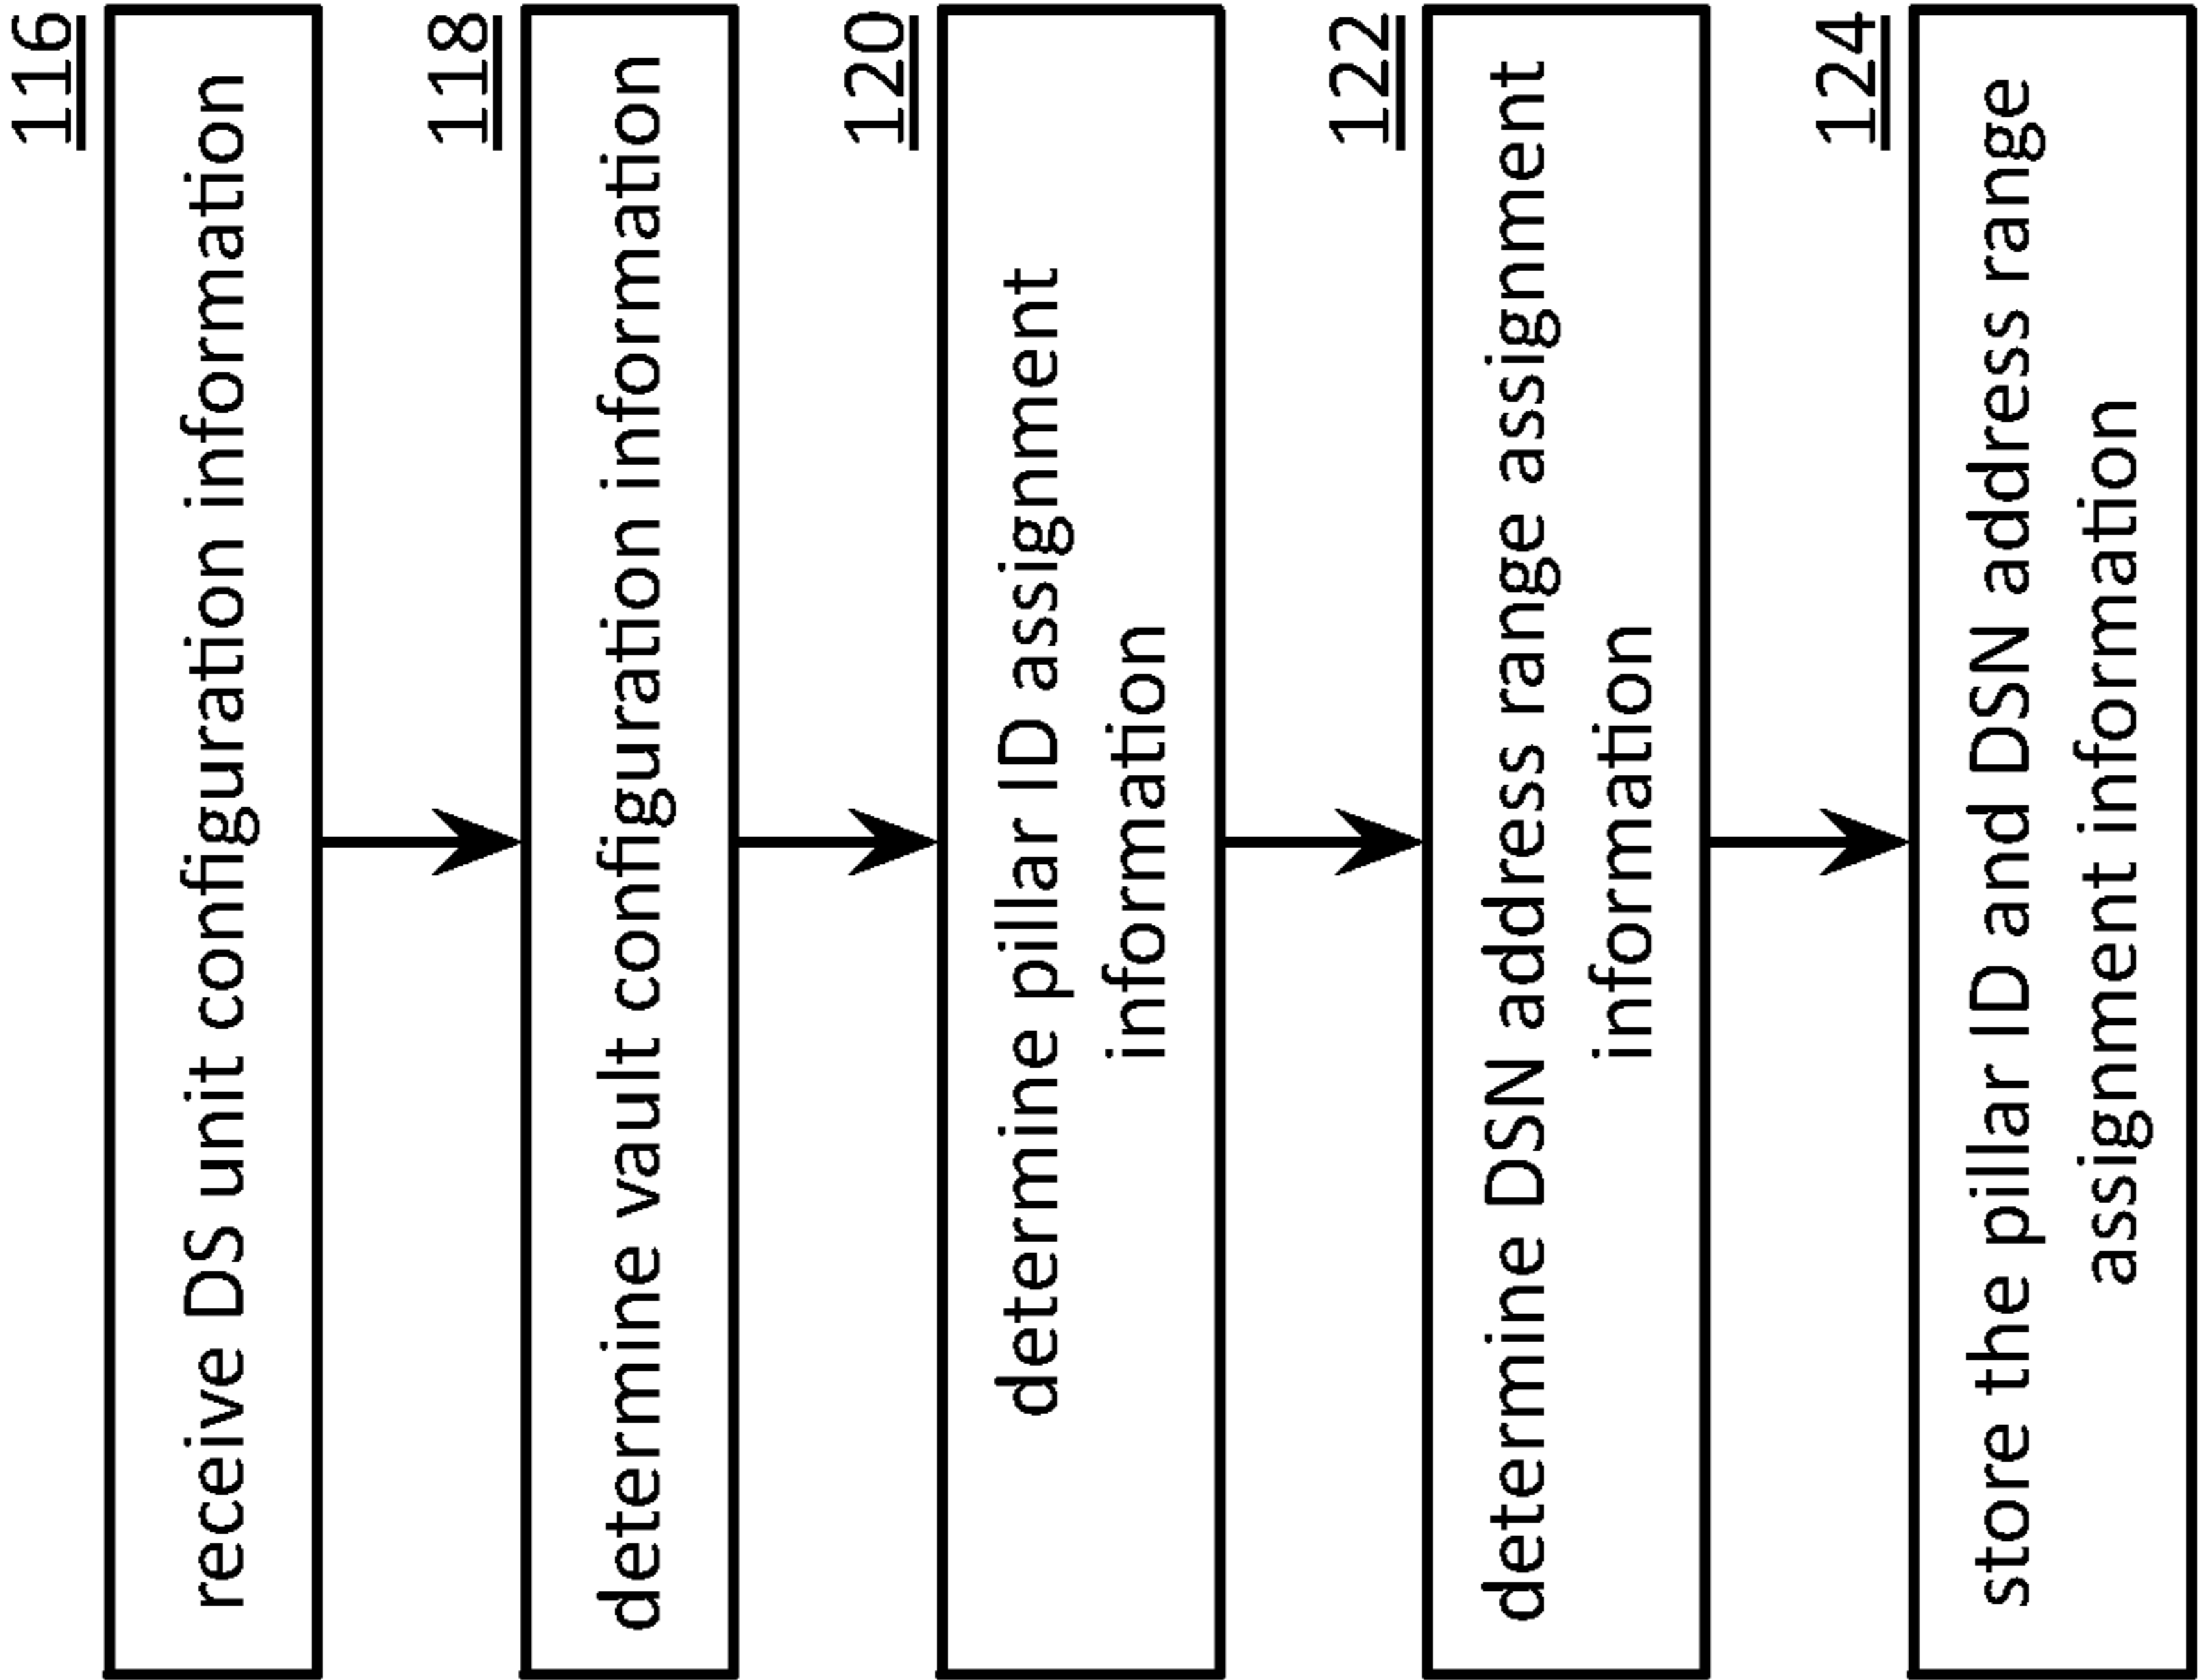 116
receive DS unit configuration information
118
determine vault configuration information
120
determine pillar ID assignment
information
122
determine DSN address range assignment
information
124
store the pillar ID and DSN address range
assignment information